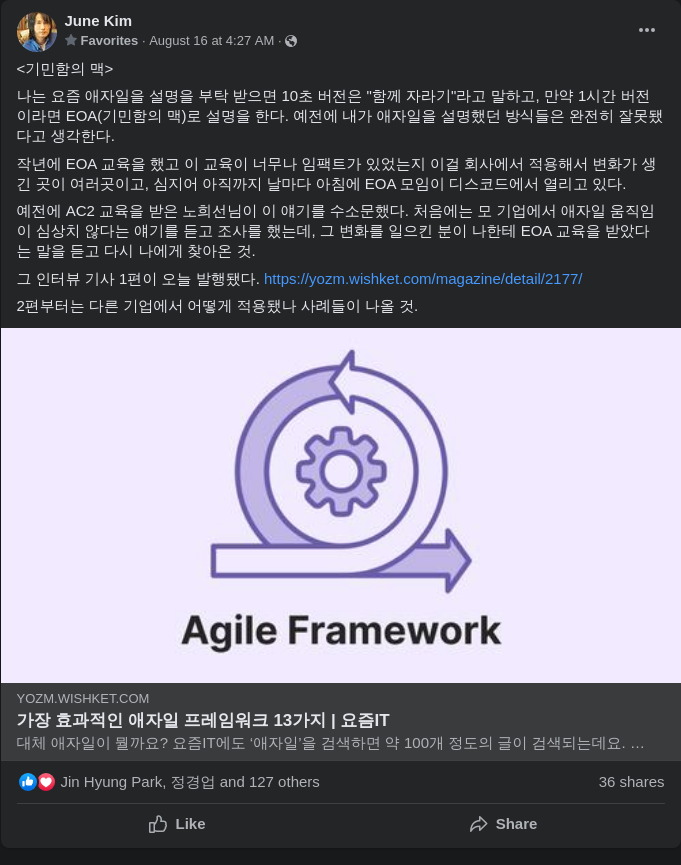 June Kim
Favorites · August 16 at 4:27 AM ·
<기민함의 맥>
나는 요즘 애자일을 설명을 부탁 받으면 10초 버전은 "함께 자라기"라고 말하고, 만약 1시간 버전
이라면 EOA(기민함의 맥)로 설명을 한다. 예전에 내가 애자일을 설명했던 방식들은 완전히 잘못됐
다고 생각한다.
작년에 EOA 교육을 했고 이 교육이 너무나 임팩트가 있었는지 이걸 회사에서 적용해서 변화가 생
긴 곳이 여러곳이고, 심지어 아직까지 날마다 아침에 EOA 모임이 디스코드에서 열리고 있다.
예전에 AC2 교육을 받은 노희선님이 이 얘기를 수소문했다. 처음에는 모 기업에서 애자일 움직임
이 심상치 않다는 얘기를 듣고 조사를 했는데, 그 변화를 일으킨 분이 나한테 EOA 교육을 받았다
는 말을 듣고 다시 나에게 찾아온 것.
그 인터뷰 기사 1편이 오늘 발행됐다. https://yozm.wishket.com/magazine/detail/2177/
2편부터는 다른 기업에서 어떻게 적용됐나 사례들이 나올 것.
Agile Framework
YOZM.WISHKET.COM
가장 효과적인 애자일 프레임워크 13가지 | 요즘IT
대체 애자일이 뭘까요? 요즘IT에도 '애자일'을 검색하면 약 100개 정도의 글이 검색되는데요. …
Jin Hyung Park, 정경업 and 127 others
36 shares
Like
Share